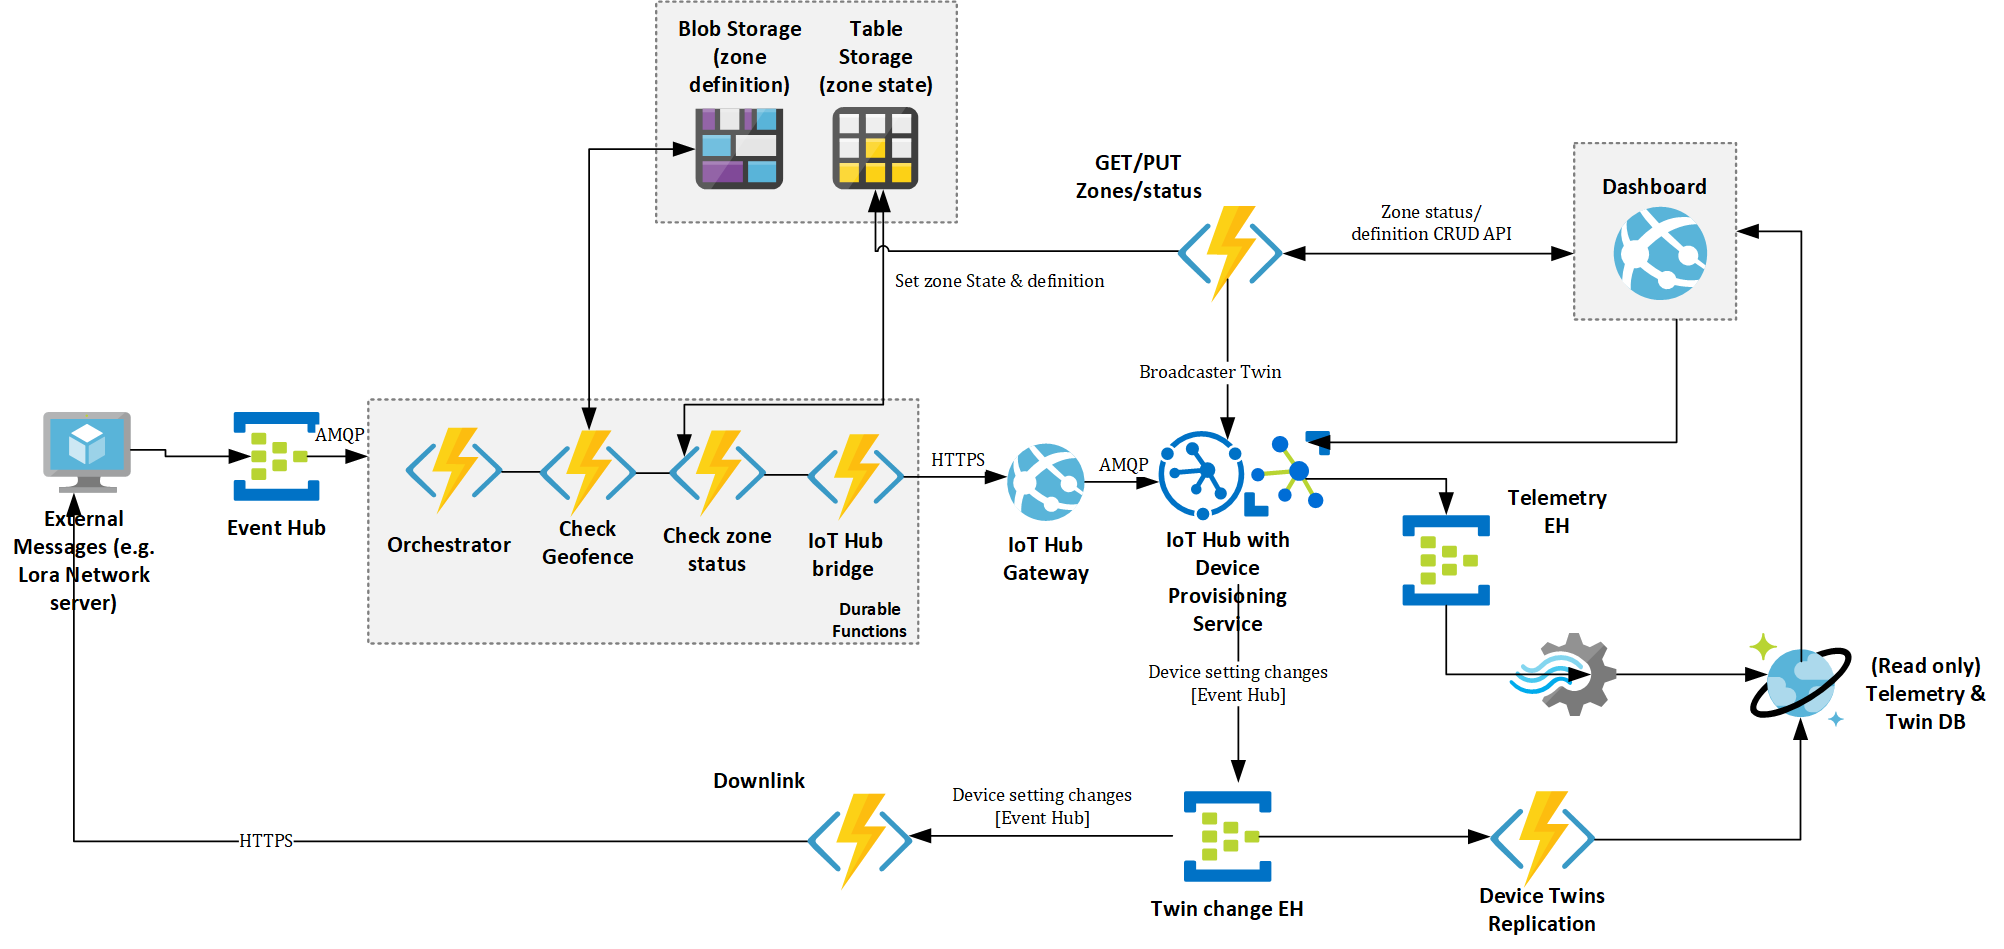 Blob Storage
(zone
definition)
Table
Storage
(zone state)
GET/PUT
Zones/status
Dashboard
Zone status/
definition CRUD API
Set zone State & definition
Broadcaster Twin
AMQP
External
Messages (e.g.
Lora Network
server)
Event Hub
Orchestrator
Check
Geofence
Check zone
status
IoT Hub
bridge
Durable
Functions
HTTPS
IoT Hub
Gateway
AMQP
IoT Hub with
Device
Provisioning
Service
Telemetry
EH
Device setting changes
[Event Hub]
(Read only)
Telemetry &
Twin DB
Downlink
HTTPS
Device setting changes
[Event Hub]
Twin change EH
Device Twins
Replication